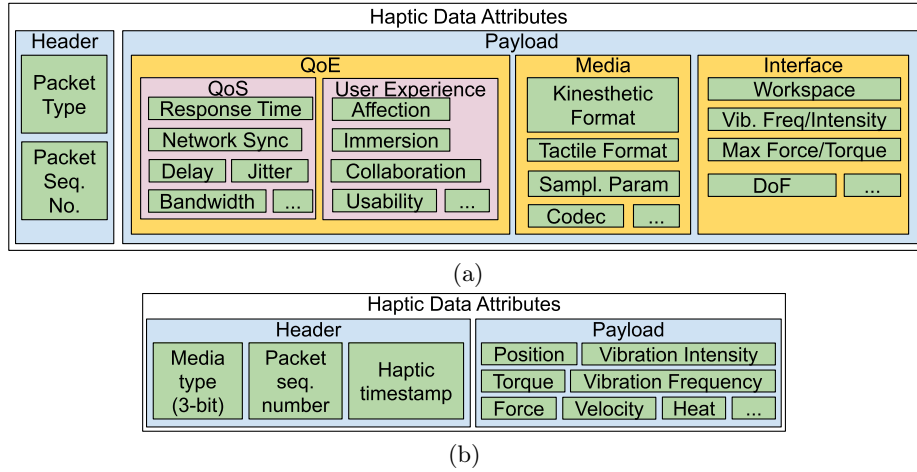 Haptic Data Attributes
Header
Packet
Type
Packet
Seq.
No.
Payload
QoE
QoS
Response Time
Network Sync
Delay
Jitter
Bandwidth
...
User Experience
Affection
Immersion
Collaboration
Usability
...
Media
Kinesthetic
Format
Tactile Format
Sampl. Param
Codec
...
Interface
Workspace
Vib. Freq/Intensity
Max Force/Torque
DoF
...
(a)
Haptic Data Attributes
Header
Media
type
(3-bit)
Packet
seq.
number
Haptic
timestamp
Payload
Position
Vibration Intensity
Torque
Vibration Frequency
Force
Velocity
Heat
...
(b)